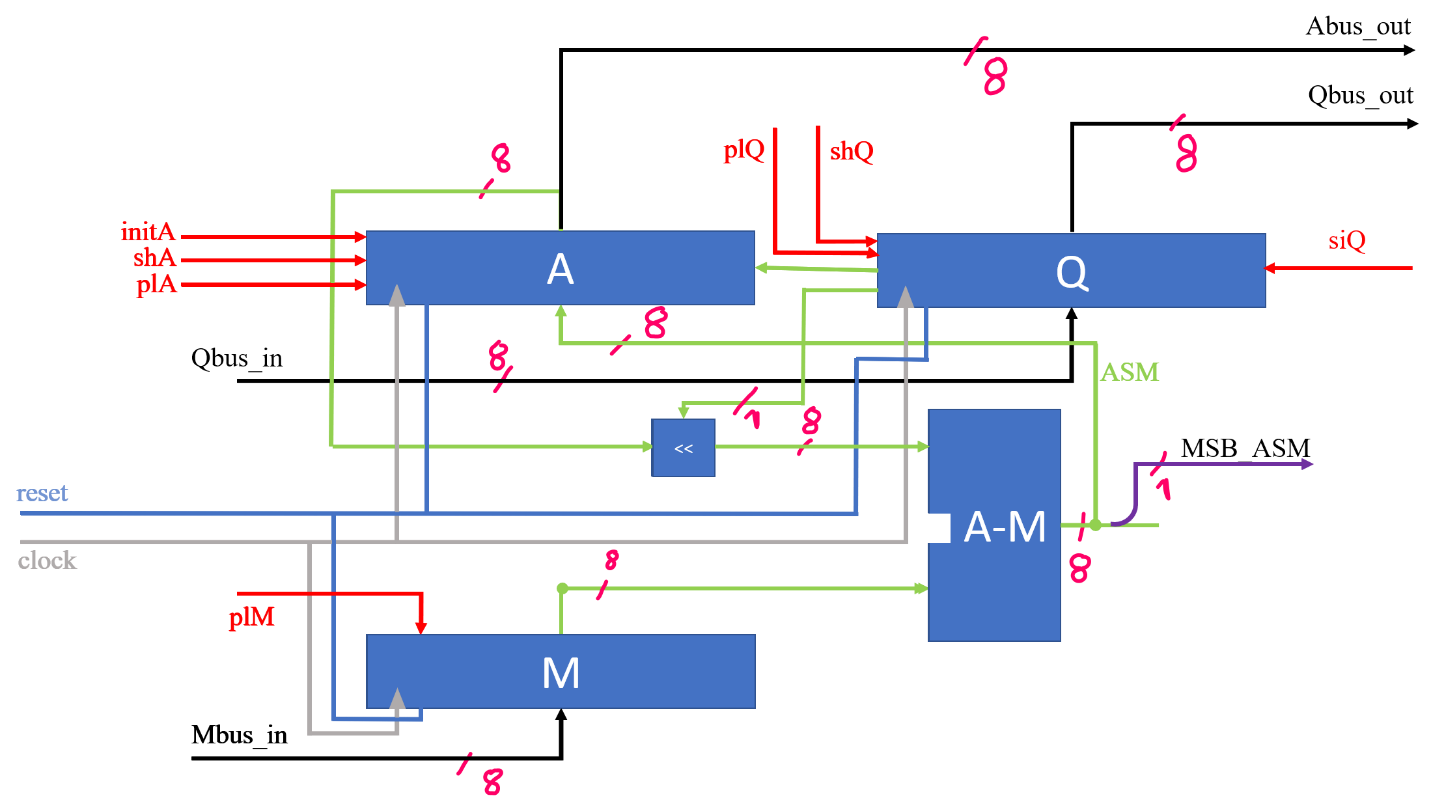 Abus_out
8
Qbus_out
8
plQ
shQ
8
initA
shA
plA
A
Q
siQ
8
Qbus_in
8
ASM
1
8
<<
MSB_ASM
1
reset
A-M
clock
8
8
plM
M
Mbus_in
8